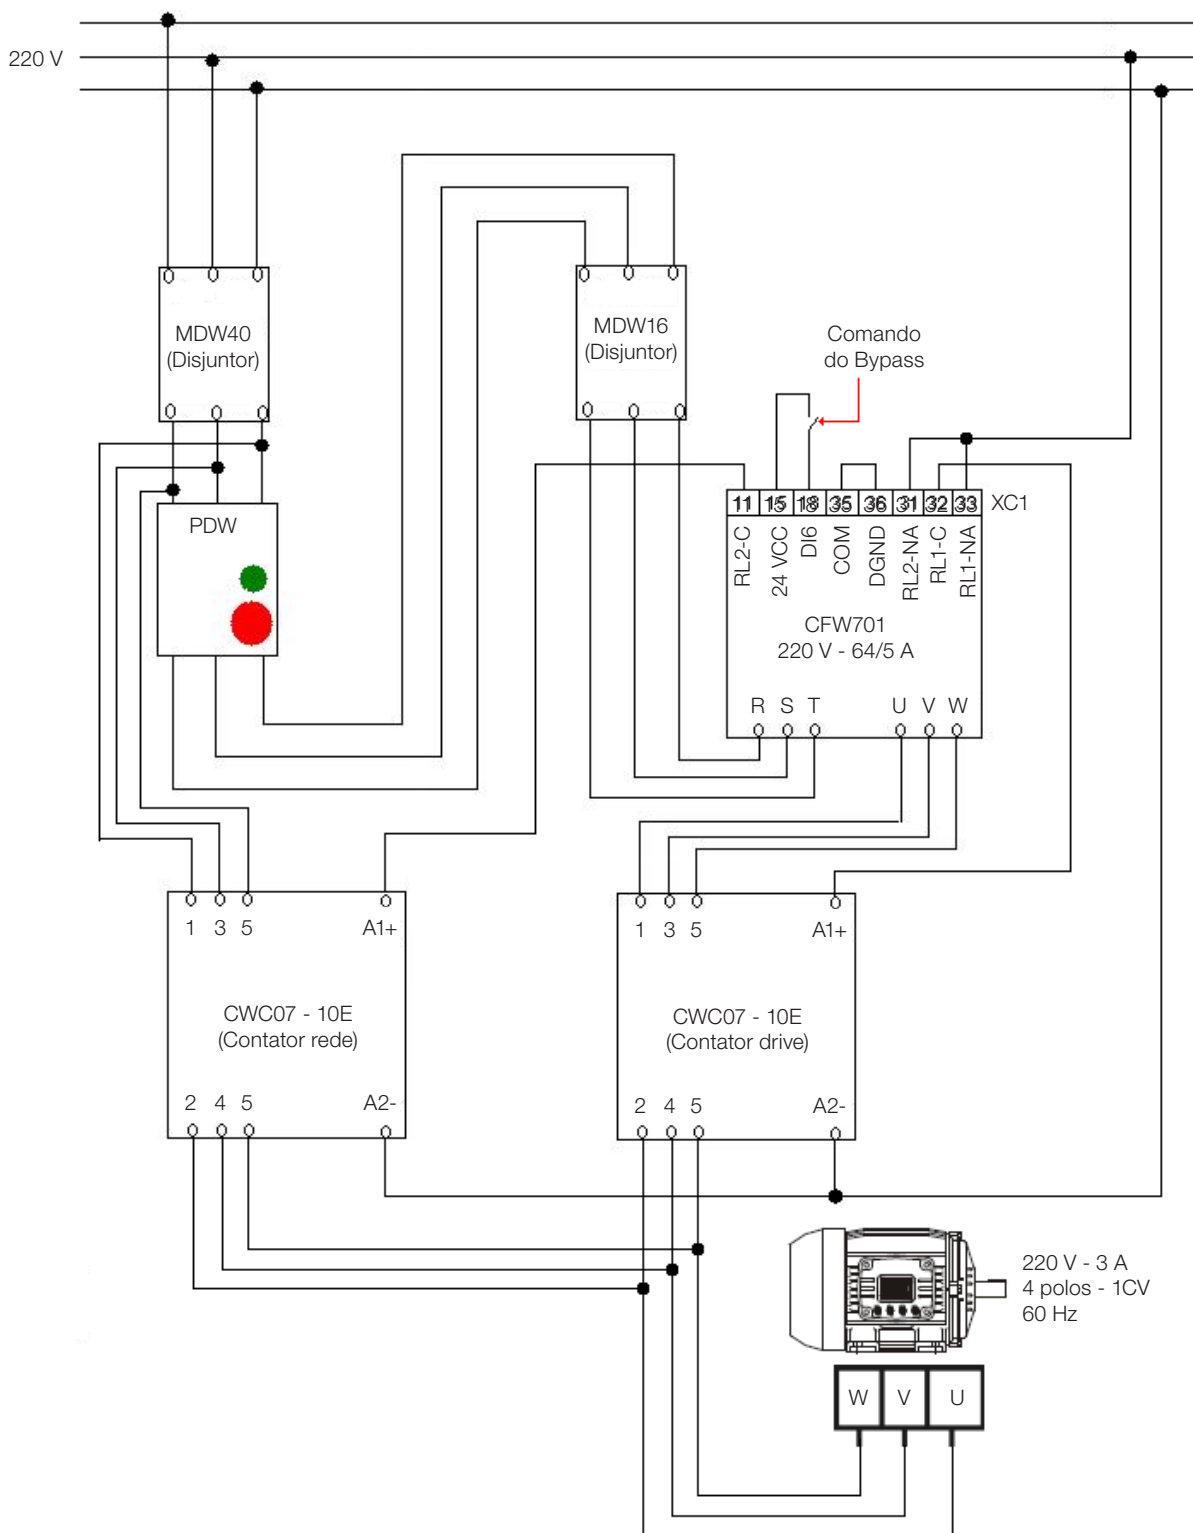 220 V
MDW40
(Disjuntor)
MDW16
(Disjuntor)
Comando
do Bypass
11 15 18 35 36 31 32 33 XC1
RL2-C 24 VCC DI6 COM DGND RL2-NA RL1-C RL1-NA
PDW
CFW701
220 V - 64/5 A
R S T U V W
1 3 5 A1+
CWC07 - 10E
(Contator rede)
2 4 5 A2-
1 3 5 A1+
CWC07 - 10E
(Contator drive)
2 4 5 A2-
220 V - 3 A
4 polos - 1CV
60 Hz
W V U